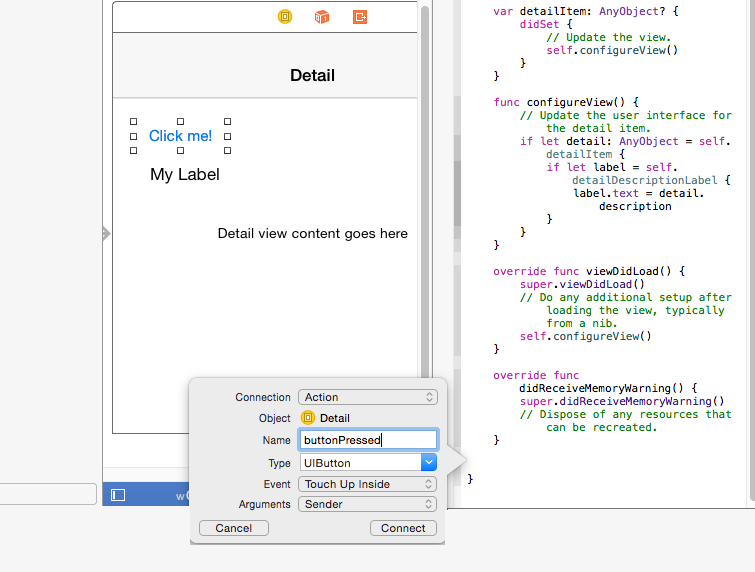 Detail
Click me!
My Label
Detail view content goes here
Connection Action
Object Detail
Name buttonPressed
Type UIButton
Event Touch Up Inside
Arguments Sender
Cancel Connect
var detailItem: AnyObject? {
didSet {
// Update the view.
self.configureView()
}
}
func configureView() {
// Update the user interface for
the detail item.
if let detail: AnyObject = self.
detailItem {
if let label = self.
detailDescriptionLabel {
label.text = detail.
description
}
}
}
override func viewDidLoad() {
super.viewDidLoad()
// Do any additional setup after
loading the view, typically
from a nib.
self.configureView()
}
override func
didReceiveMemoryWarning() {
super.didReceiveMemoryWarning()
// Dispose of any resources that
can be recreated.
}
}